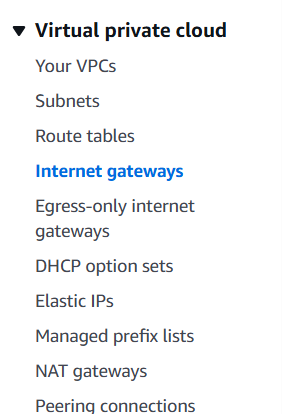 Virtual private cloud
Your VPCs
Subnets
Route tables
Internet gateways
Egress-only internet
gateways
DHCP option sets
Elastic IPs
Managed prefix lists
NAT gateways
Peering connections